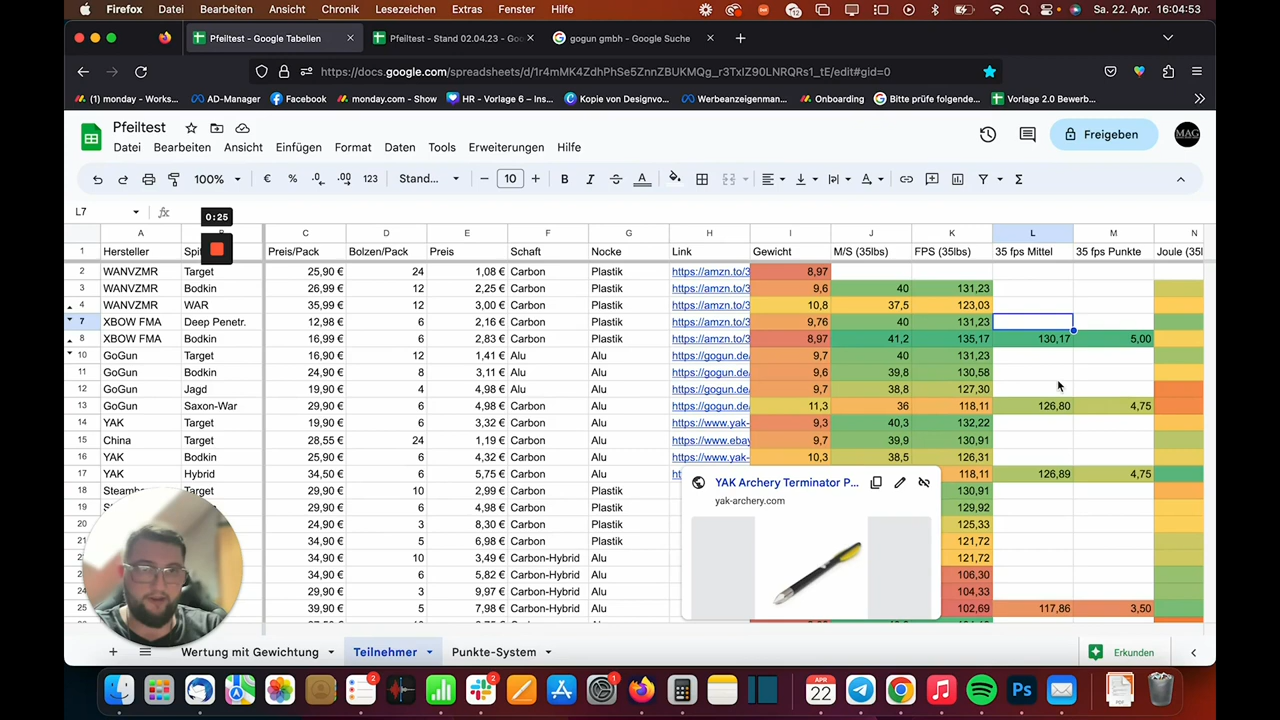 Firefox Datei Bearbeiten Ansicht Chronik Lesezeichen Extras Fenster Hilfe Sa. 22. Apr. 16:04:53
Pfeiltest - Google Tabellen Pfeiltest - Stand 02.04.23 - Go gogun gmbh - Google Suche
https://docs.google.com/spreadsheets/d/1r4mMK4ZdhPhSe5ZnnZBUKMQg_r3TxIZ90LNRQRs1_tE/edit#gid=0
(1) monday - Works... AD-Manager Facebook monday.com - Show HR - Vorlage 6 – Ins... Kopie von Designvo... Werbeanzeigenman... Onboarding Bitte prüfe folgende... Vorlage 2.0 Bewerb...
Pfeiltest
Datei Bearbeiten Ansicht Einfügen Format Daten Tools Erweiterungen Hilfe Freigeben MAG
100% € % .0 .00 123 Stand... 10 B I A
L7 fx 0:25
A C D E F G H I J K L M N
1 Hersteller Preis/Pack Bolzen/Pack Preis Schaft Nocke Link Gewicht M/S (35lbs) FPS (35lbs) 35 fps Mittel 35 fps Punkte Joule (35l
2 WANVZMR Target 25,90 € 24 1,08 € Carbon Plastik https://amzn.to/3 8,97
3 WANVZMR Bodkin 26,99 € 12 2,25 € Carbon Plastik https://amzn.to/3 9,6 40 131,23
4 WANVZMR WAR 35,99 € 12 3,00 € Carbon Plastik https://amzn.to/3 10,8 37,5 123,03
7 XBOW FMA Deep Penetr. 12,98 € 6 2,16 € Carbon Plastik https://amzn.to/3 9,76 40 131,23
8 XBOW FMA Bodkin 16,99 € 6 2,83 € Carbon Plastik https://amzn.to/3 8,97 41,2 135,17 130,17 5,00
10 GoGun Target 16,90 € 12 1,41 € Alu Alu https://gogun.de/ 9,7 40 131,23
11 GoGun Bodkin 24,90 € 8 3,11 € Alu Alu https://gogun.de/ 9,7 39,8 130,58
12 GoGun Jagd 19,90 € 4 4,98 € Alu Alu https://gogun.de/ 9,7 38,8 127,30
13 GoGun Saxon-War 29,90 € 6 4,98 € Carbon Alu https://gogun.de/ 11,3 36 118,11 126,80 4,75
14 YAK Target 19,90 € 6 3,32 € Carbon Alu https://www.yak- 9,3 40,3 132,22
15 China Target 28,55 € 24 1,19 € Carbon Alu https://www.ebay 9,7 39,9 130,91
16 YAK Bodkin 25,90 € 6 4,32 € Carbon Alu https://www.yak- 10,3 38,5 126,31
17 YAK Hybrid 34,50 € 6 5,75 € Carbon Alu ht 118,11 126,89 4,75
18 Target 29,90 € 10 2,99 € Carbon Plastik 130,91
19 29,90 € 6 4,98 € Carbon Plastik 129,92
20 24,90 € 3 8,30 € Carbon Plastik 125,33
21 34,90 € 5 6,98 € Carbon Plastik 121,72
34,90 € 10 3,49 € Carbon-Hybrid Alu 121,72
34,90 € 6 5,82 € Carbon-Hybrid Alu 106,30
24 29,90 € 3 9,97 € Carbon-Hybrid Alu 104,33
25 39,90 € 5 7,98 € Carbon-Hybrid Alu 102,69 117,86 3,50
YAK Archery Terminator P...
yak-archery.com
Wertung mit Gewichtung Teilnehmer Punkte-System Erkunden
2 2 1 APR 22 Ps PDF